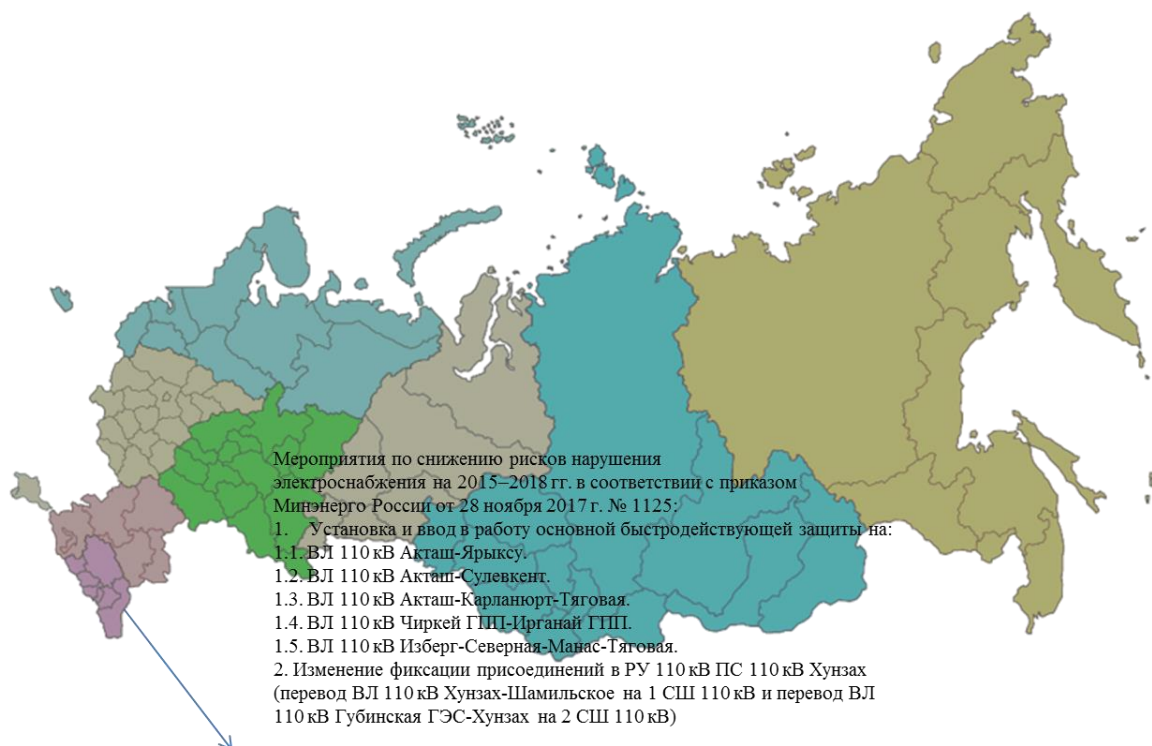 Мероприятия по снижению рисков нарушения
электроснабжения на 2015–2018 гг. в соответствии с приказом
Минэнерго России от 28 ноября 2017 г. № 1125:
1. Установка и ввод в работу основной быстродействующей защиты на:
1.1. ВЛ 110 кВ Акташ-Ярыксу.
1.2. ВЛ 110 кВ Акташ-Сулевкент.
1.3. ВЛ 110 кВ Акташ-Карланюрт-Тяговая.
1.4. ВЛ 110 кВ Чиркей ГПП-Ирганай ГПП.
1.5. ВЛ 110 кВ Изберг-Северная-Манас-Тяговая.
2. Изменение фиксации присоединений в РУ 110 кВ ПС 110 кВ Хунзах
(перевод ВЛ 110 кВ Хунзах-Шамильское на 1 СШ 110 кВ и перевод ВЛ
110 кВ Губинская ГЭС-Хунзах на 2 СШ 110 кВ)